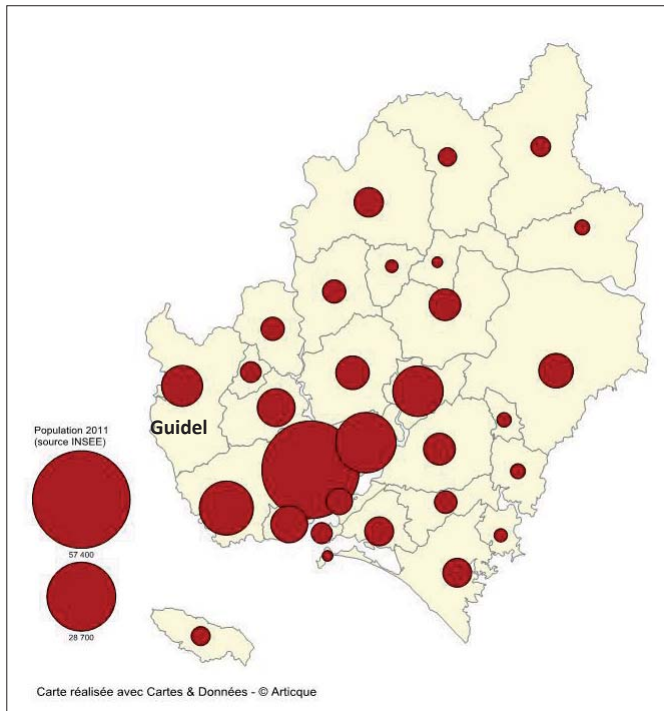 Guidel
Population 2011
(source INSEE)
57 400
28 700
Carte réalisée avec Cartes & Données - © Articque